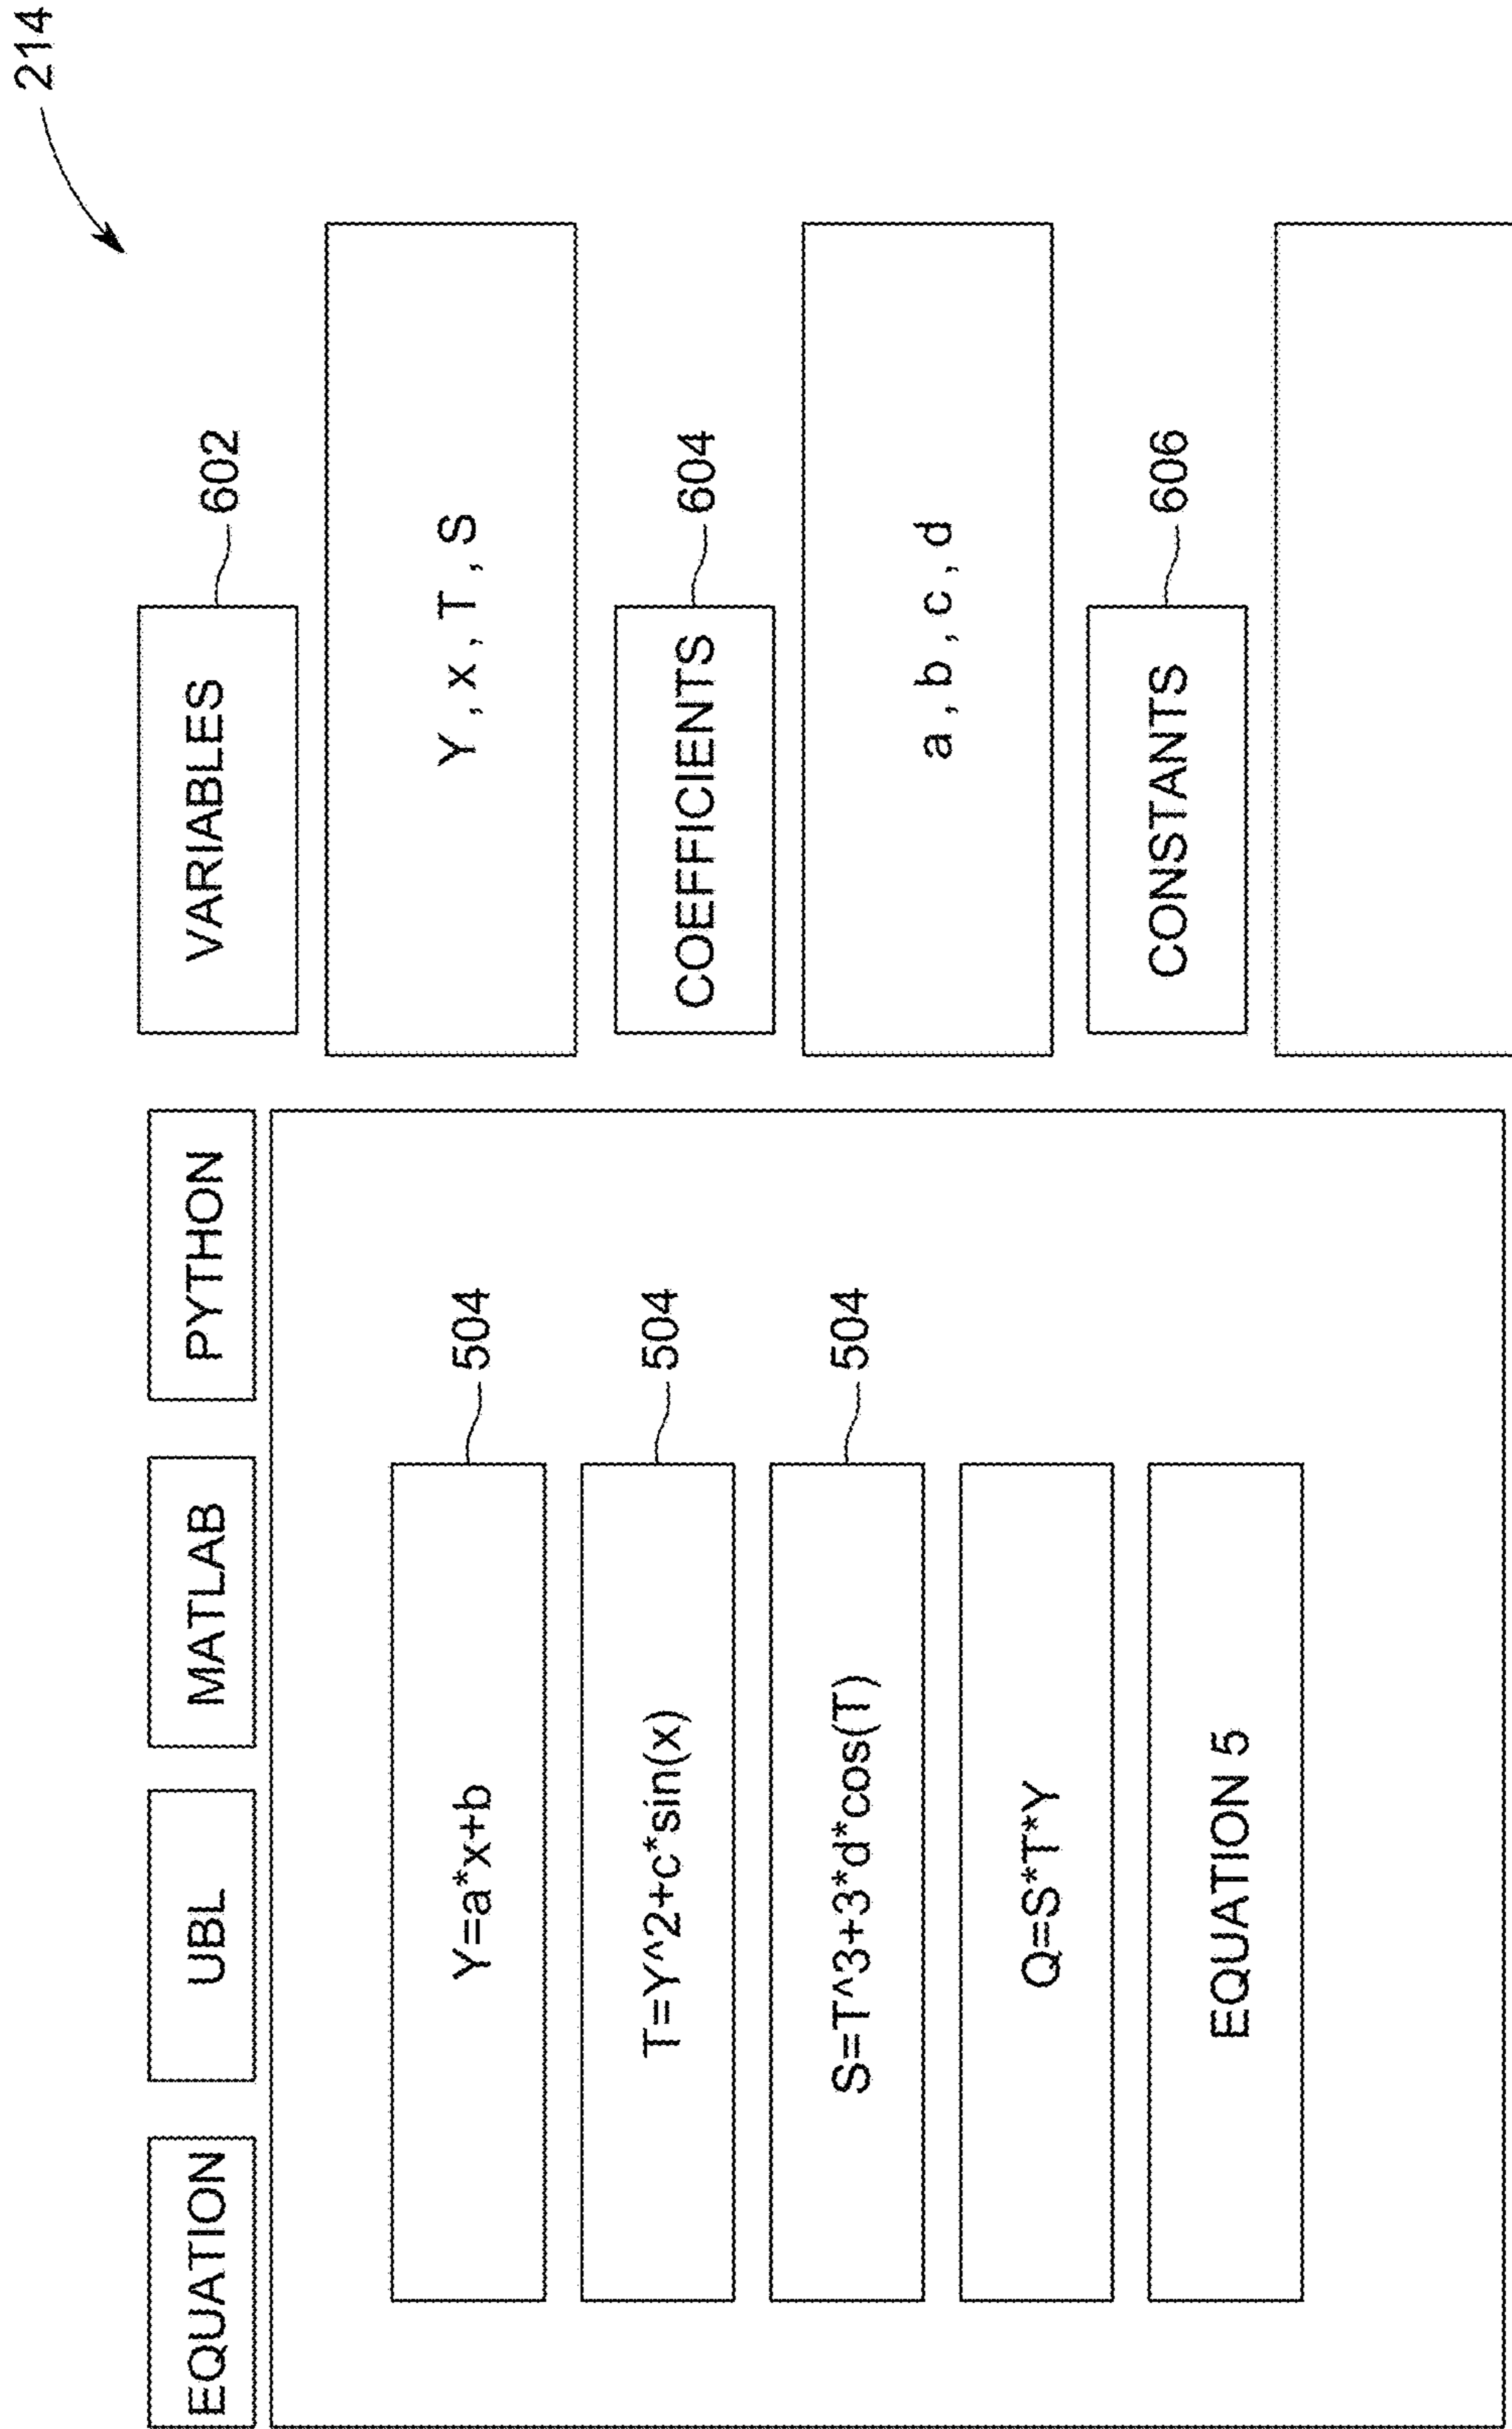 214
EQUATION
UBL
MATLAB
PYTHON
Y=a*x+b
504
T=Y^2+c*sin(x)
504
S=T^3+3*d*cos(T)
504
Q=S*T*Y
EQUATION 5
VARIABLES
602
Y , x , T , S
COEFFICIENTS
604
a , b , c , d
CONSTANTS
606